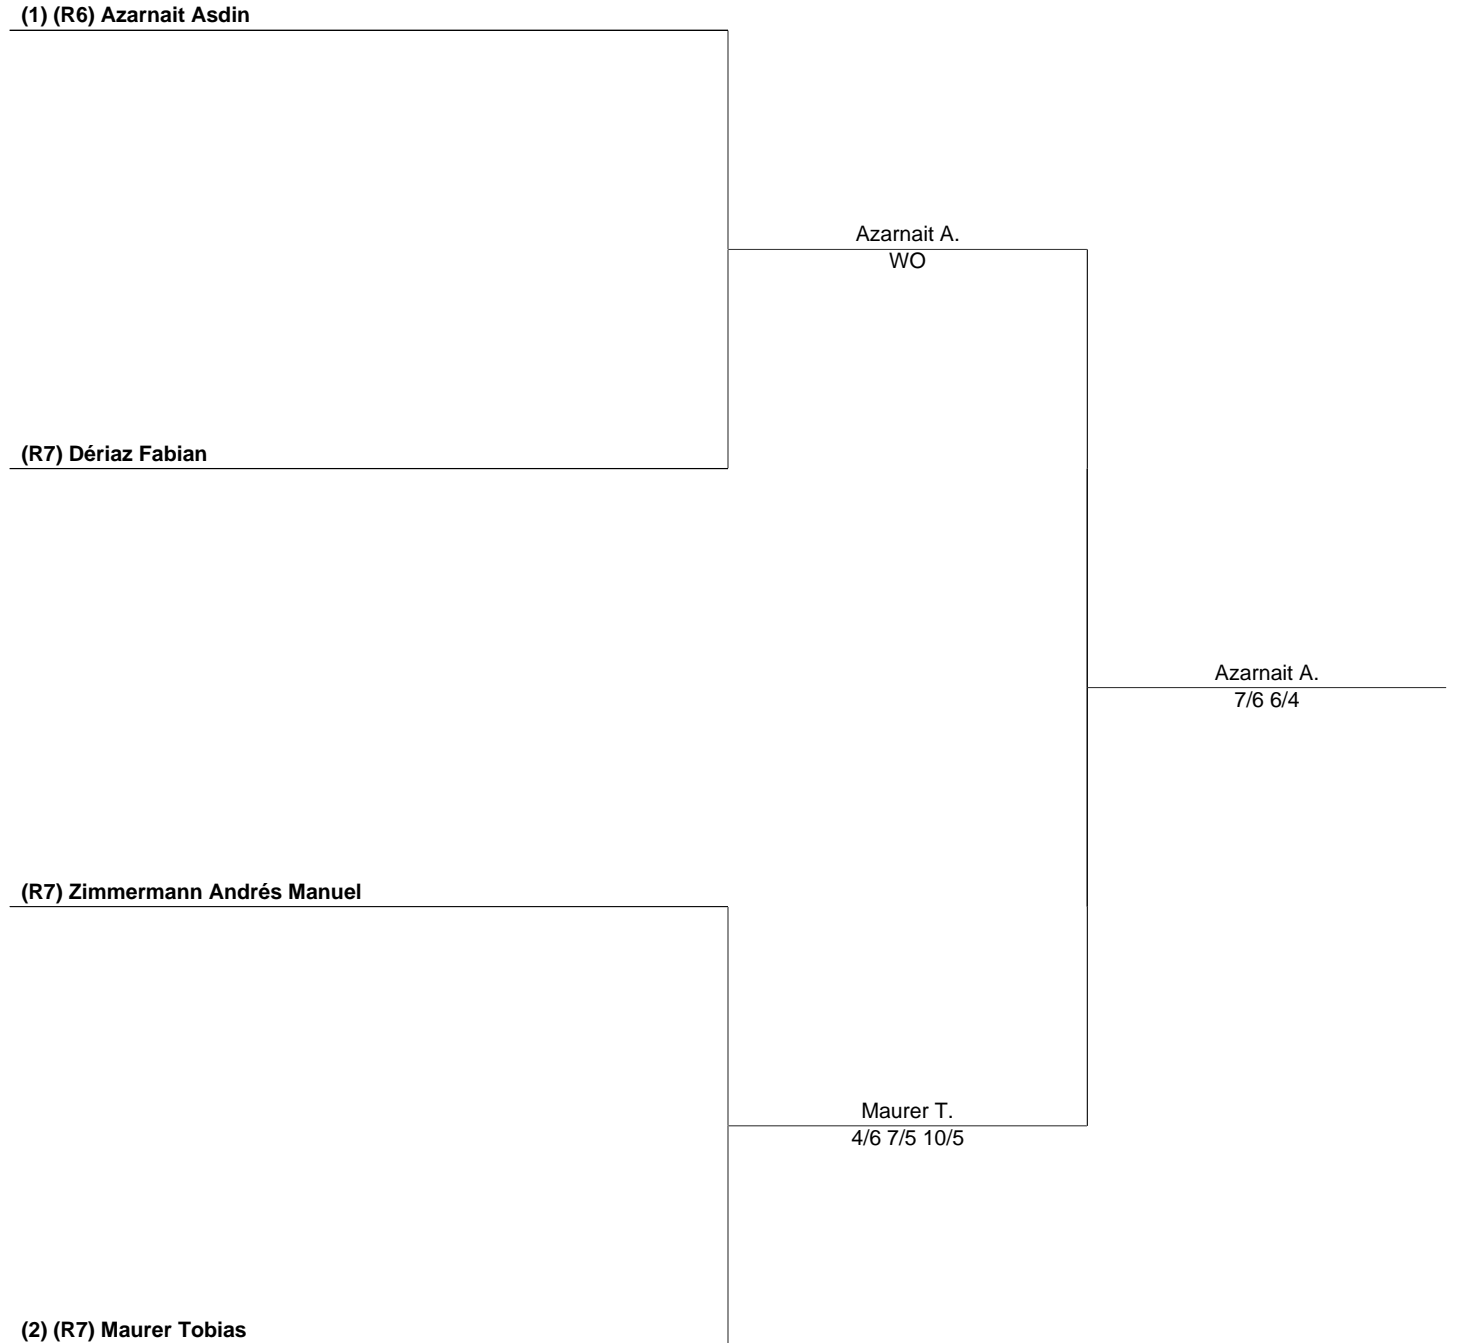 (1) (R6) Azarnait Asdin
Azarnait A.
WO
(R7) Dériaz Fabian
Azarnait A.
7/6 6/4
(R7) Zimmermann Andrés Manuel
Maurer T.
4/6 7/5 10/5
(2) (R7) Maurer Tobias